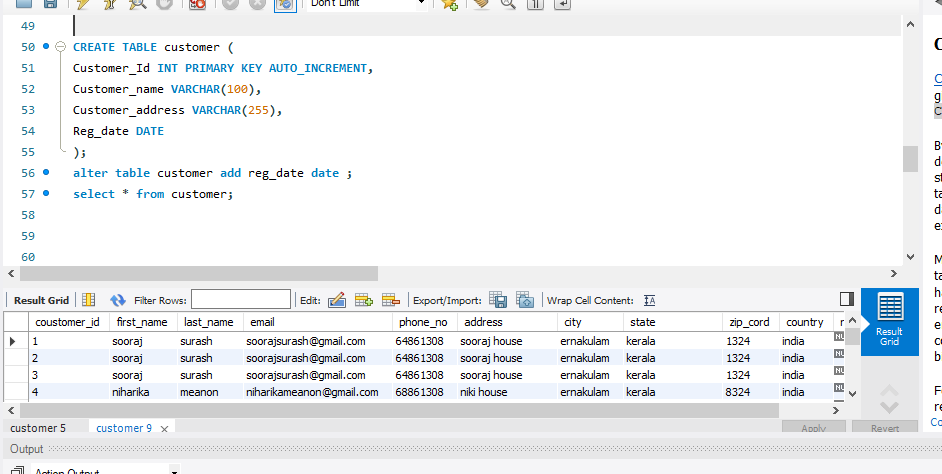 Don't Limit
49
50 CREATE TABLE customer (
51 Customer_Id INT PRIMARY KEY AUTO_INCREMENT,
52 Customer_name VARCHAR(100),
53 Customer_address VARCHAR(255),
54 Reg_date DATE
55 );
56 alter table customer add reg_date date ;
57 select * from customer;
58
59
60
Result Grid Filter Rows: Edit: Export/Import: Wrap Cell Content:
coustomer_id first_name last_name email phone_no address city state zip_cord country
1 sooraj surash soorajsurash@gmail.com 64861308 sooraj house ernakulam kerala 1324 india
2 sooraj surash soorajsurash@gmail.com 64861308 sooraj house ernakulam kerala 1324 india
3 sooraj surash soorajsurash@gmail.com 64861308 sooraj house ernakulam kerala 1324 india
4 niharika meanon niharikameanon@gmail.com 68861308 niki house ernakulam kerala 8324 india
Result
Grid
customer 5 customer 9 Apply Revert
Output
Action Output